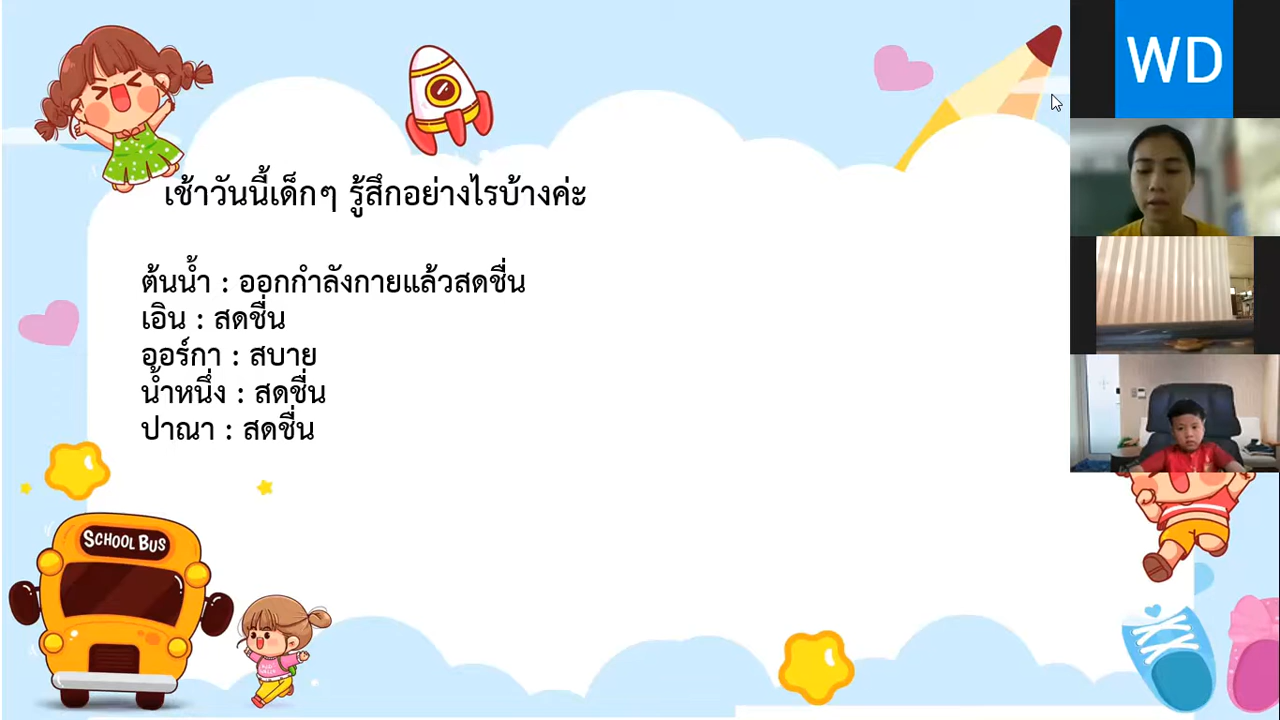 เช้าวันนี้เด็กๆ รู้สึกอย่างไรบ้างค่ะ
ต้นน้ำ : ออกกำลังกายแล้วสดชื่น
เอิน : สดชื่น
ออร์กา : สบาย
น้ำหนึ่ง : สดชื่น
ปาณา : สดชื่น
SCHOOL BUS
WD